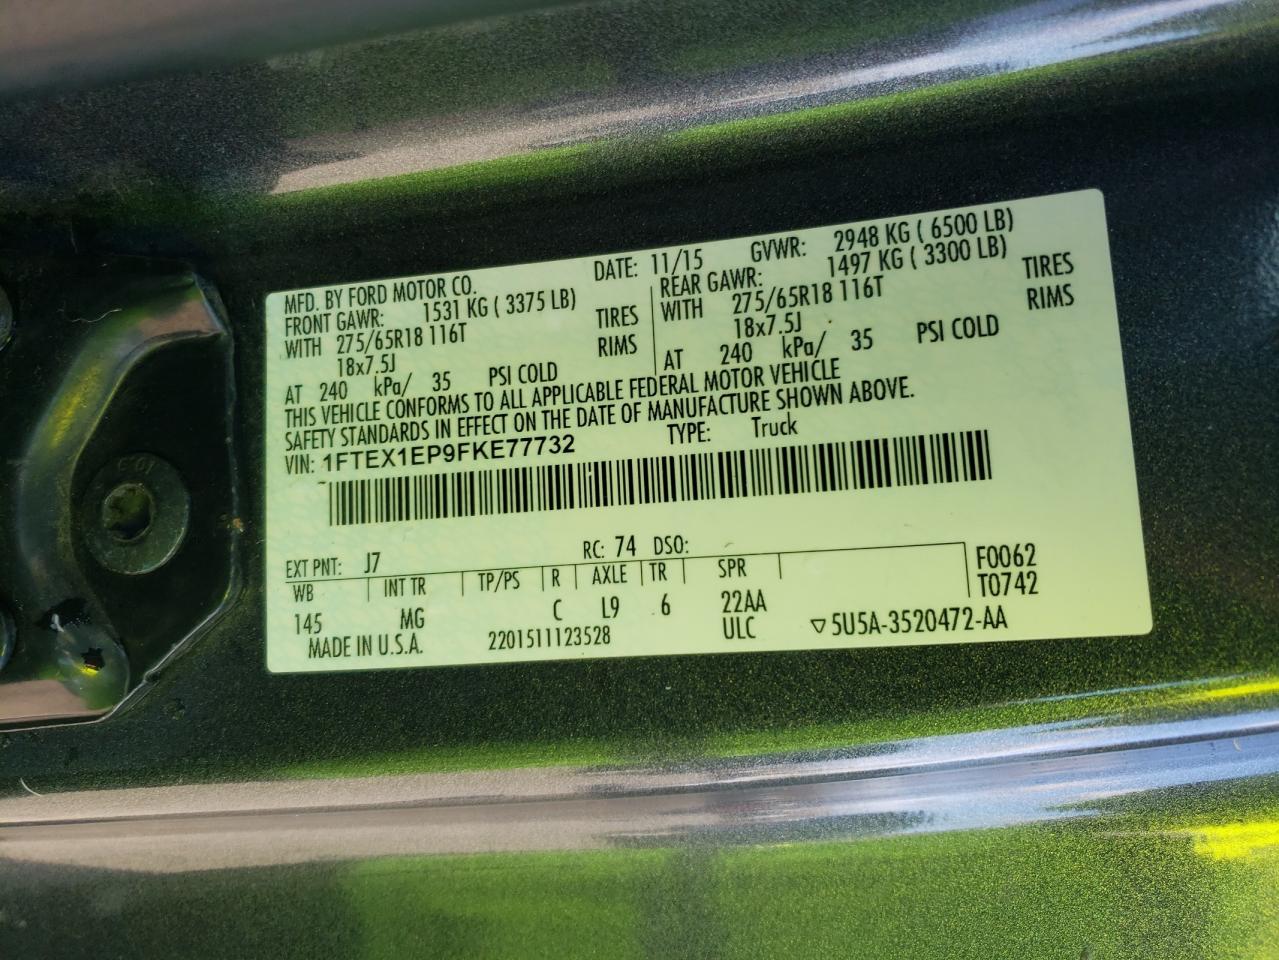 MFD. BY FORD MOTOR CO. DATE: 11/15 GVWR: 2948 KG ( 6500 LB)
FRONT GAWR: 1531 KG ( 3375 LB) REAR GAWR: 1497 KG ( 3300 LB)
WITH 275/65R18 116T TIRES WITH 275/65R18 116T TIRES
18x7.5J RIMS 18x7.5J RIMS
AT 240 kPa/ 35 PSI COLD AT 240 kPa/ 35 PSI COLD
THIS VEHICLE CONFORMS TO ALL APPLICABLE FEDERAL MOTOR VEHICLE
SAFETY STANDARDS IN EFFECT ON THE DATE OF MANUFACTURE SHOWN ABOVE.
VIN: 1FTEX1EP9FKE77732 TYPE: Truck
EXT PNT: J7 RC: 74 DSO: F0062
WB INT TR TP/PS R AXLE TR SPR T0742
145 MG C L9 6 22AA
MADE IN U.S.A. 2201511123528 ULC ▽5U5A-3520472-AA